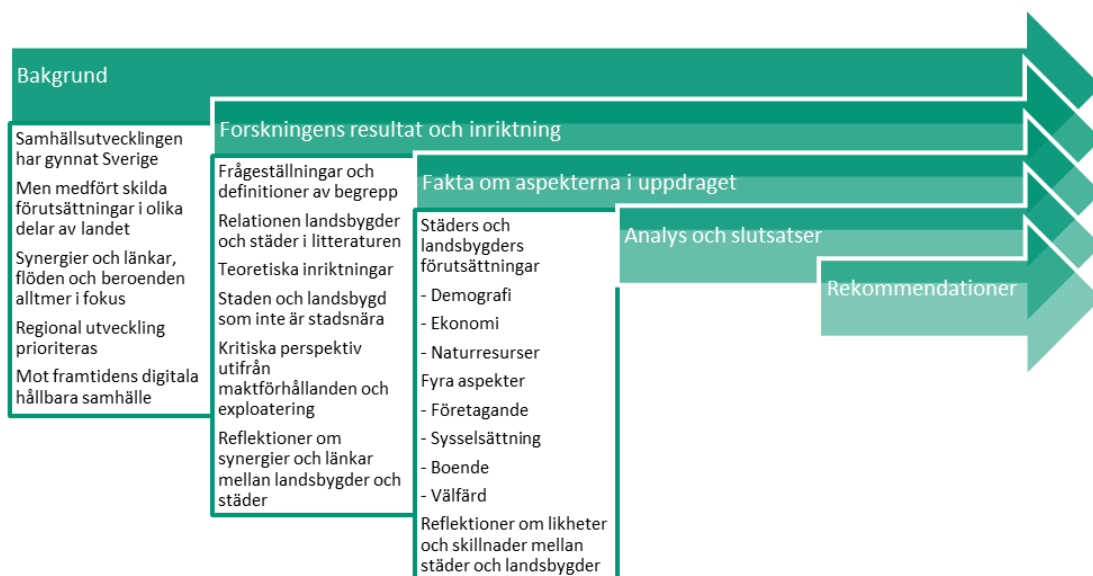 Bakgrund
Samhällsutvecklingen
har gynnat Sverige
Men medfört skilda
förutsättningar i olika
delar av landet
Synergier och länkar,
flöden och beroenden
alltmer i fokus
Regional utveckling
prioriteras
Mot framtidens digitala
hållbara samhälle
Forskningens resultat och inriktning
Frågeställningar och
definitioner av begrepp
Relationen landsbygder
och städer i litteraturen
Teoretiska inriktningar
Staden och landsbygd
som inte är stadsnära
Kritiska perspektiv
utifrån
maktförhållanden och
exploatering
Reflektioner om
synergier och länkar
mellan landsbygder och
städer
Fakta om aspekterna i uppdraget
Städers och
landsbygders
förutsättningar
- Demografi
- Ekonomi
- Naturresurser
Fyra aspekter
- Företagande
- Sysselsättning
- Boende
- Välfärd
Reflektioner om likheter
och skillnader mellan
städer och landsbygder
Analys och slutsatser
Rekommendationer